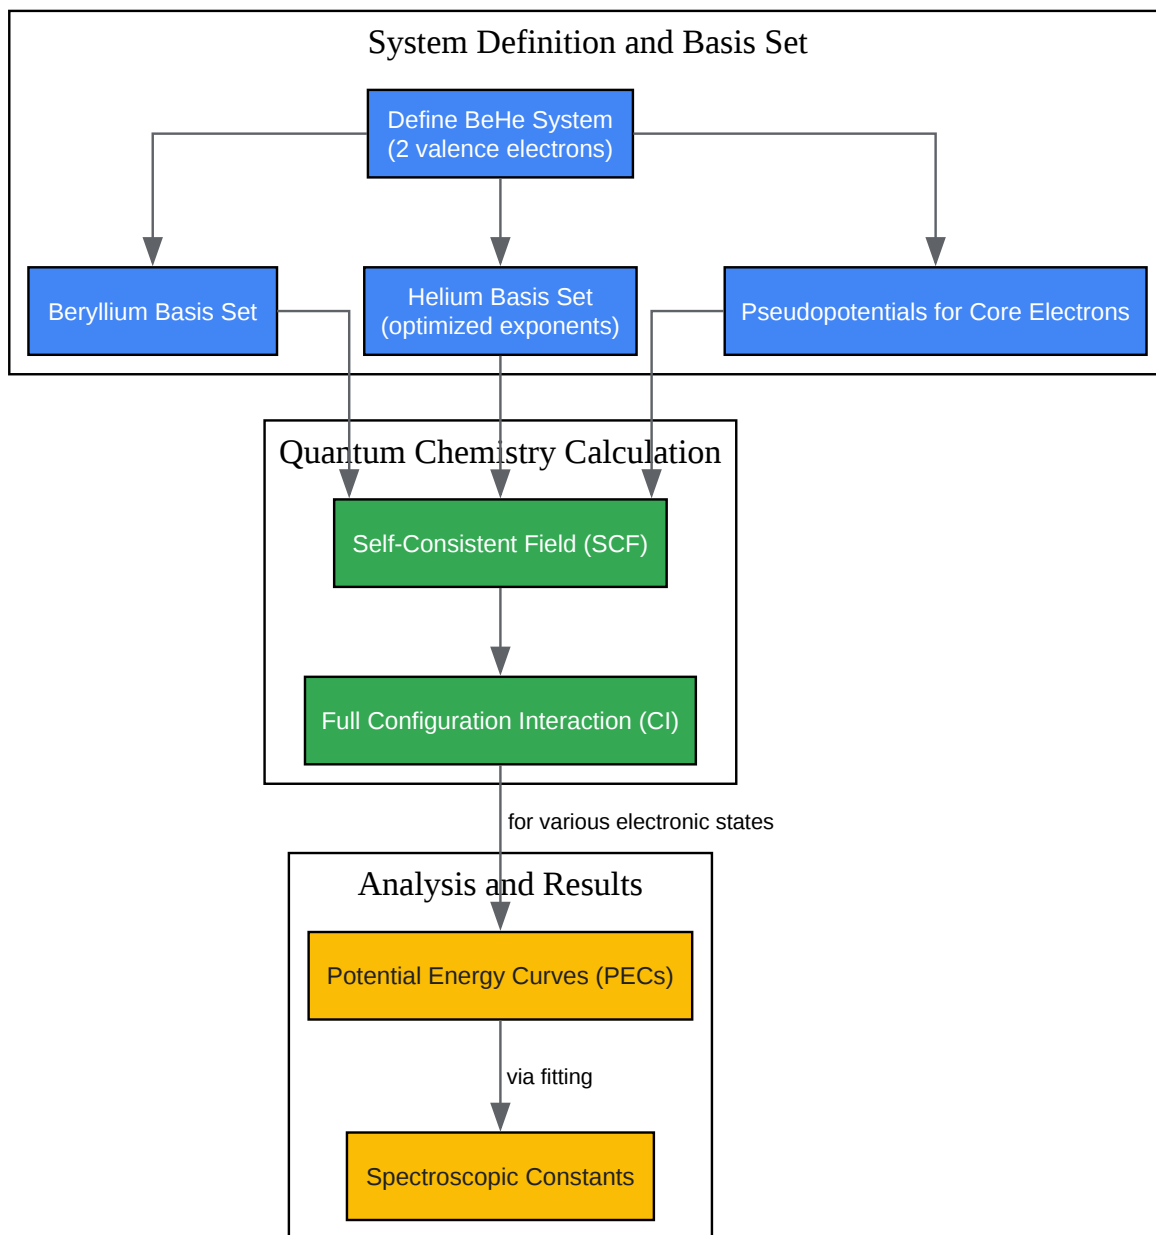 System Definition and Basis Set
Define BeHe System
(2 valence electrons)
Beryllium Basis Set
Helium Basis Set
(optimized exponents)
Pseudopotentials for Core Electrons
Quantum Chemistry Calculation
Self-Consistent Field (SCF)
Full Configuration Interaction (CI)
for various electronic states
Analysis and Results
Potential Energy Curves (PECs)
via fitting
Spectroscopic Constants